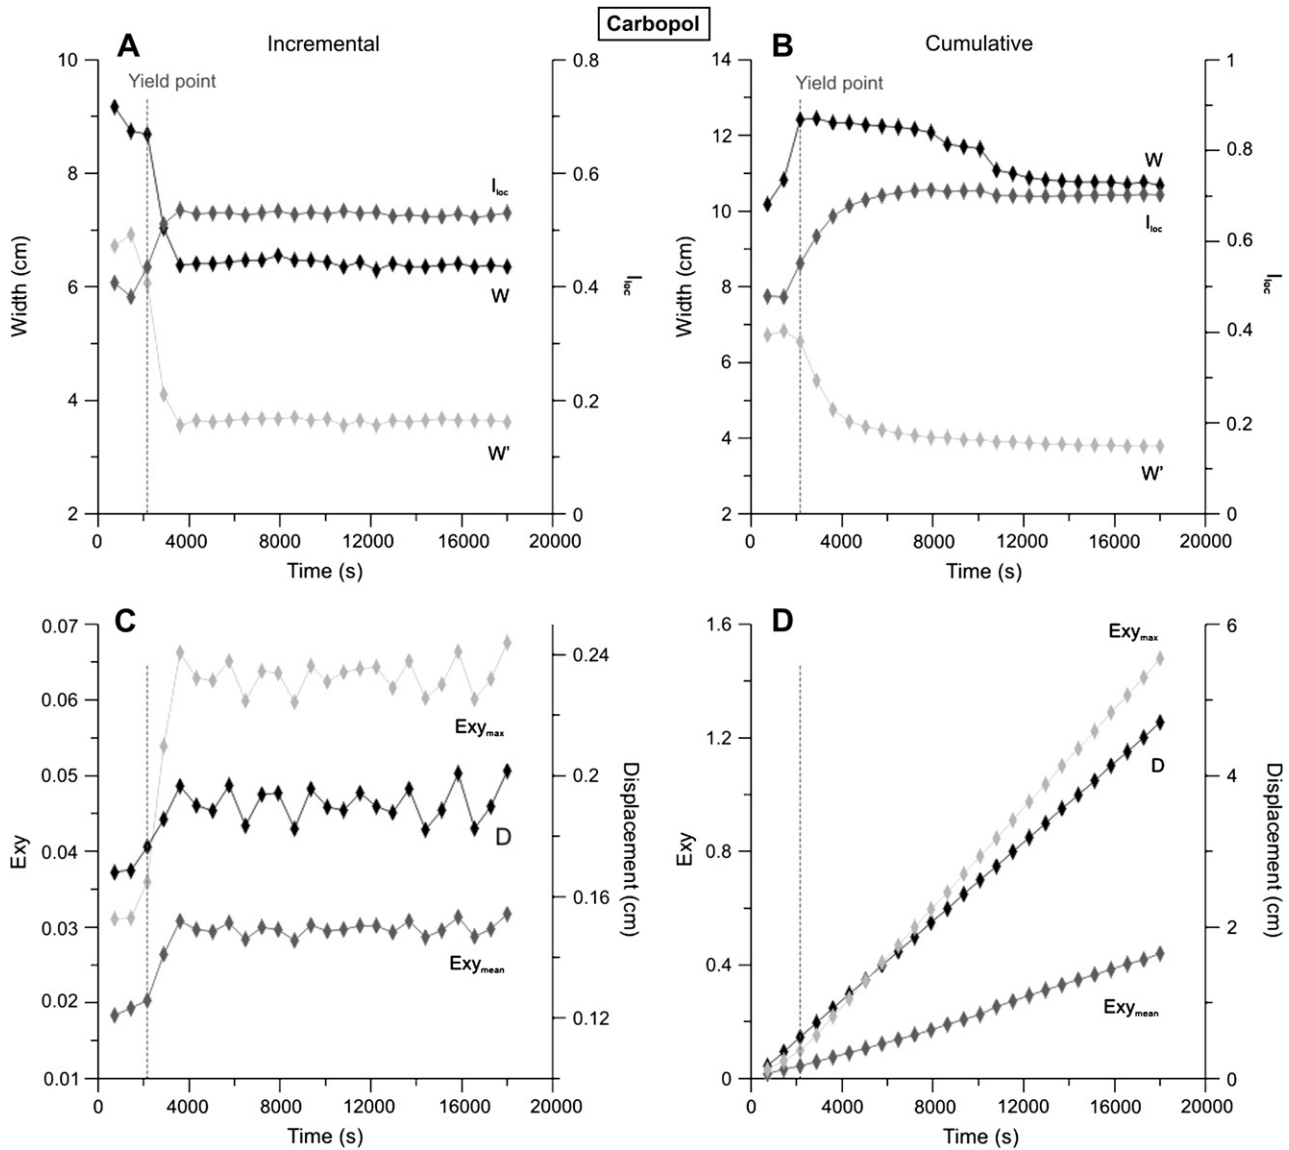 Carbopol
A
Incremental
Yield point
10
8
6
4
2
Width (cm)
0.8
0.6
0.4
0.2
0
Iloc
Iloc
W
W'
0
4000
8000
12000
16000
20000
Time (s)
B
Cumulative
Yield point
14
12
10
8
6
4
2
Width (cm)
1
0.8
0.6
0.4
0.2
0
Iloc
W
Iloc
W'
0
4000
8000
12000
16000
20000
Time (s)
C
0.07
0.06
0.05
0.04
0.03
0.02
0.01
Exy
0.24
0.2
0.16
0.12
Displacement (cm)
Exymax
D
Exymean
0
4000
8000
12000
16000
20000
Time (s)
D
1.6
1.2
0.8
0.4
0
Exy
6
4
2
0
Displacement (cm)
Exymax
D
Exymean
0
4000
8000
12000
16000
20000
Time (s)